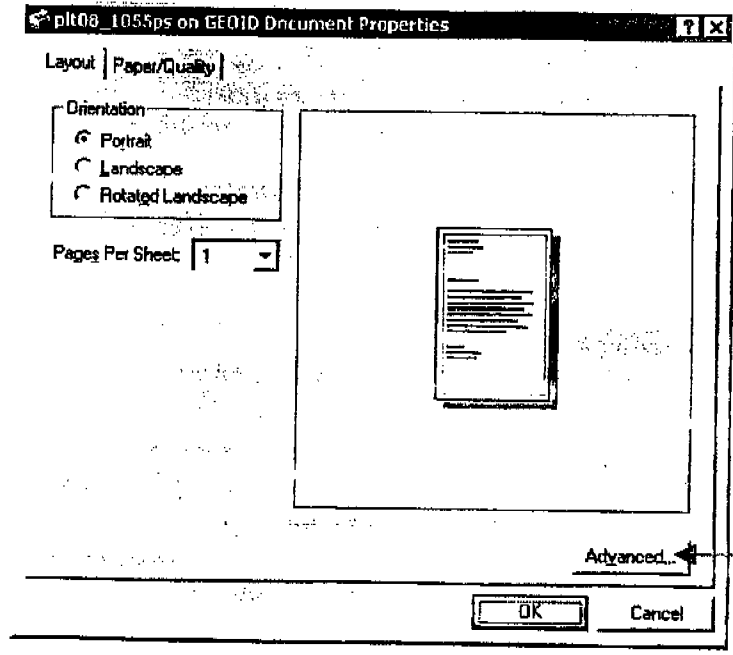 plt08_1055ps on GEOID Document Properties ? X
Layout Paper/Quality
Orientation
Portrait
Landscape
Rotated Landscape
Pages Per Sheet: 1
Advanced...
OK Cancel